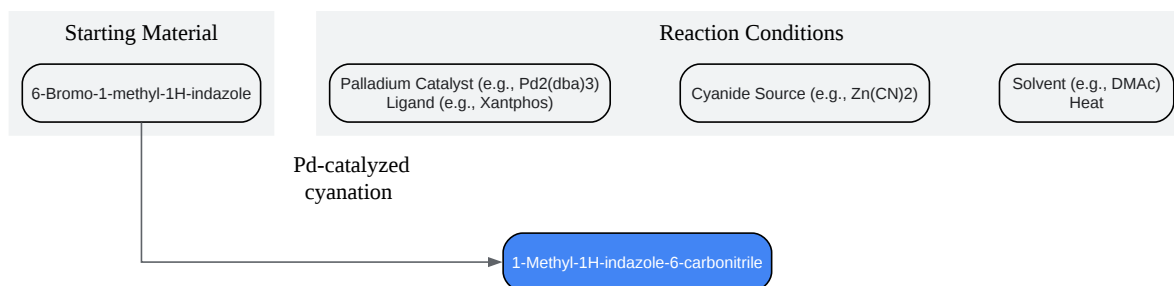 Starting Material
Reaction Conditions
6-Bromo-1-methyl-1H-indazole
Palladium Catalyst (e.g., Pd2(dba)3)
Ligand (e.g., Xantphos)
Cyanide Source (e.g., Zn(CN)2)
Solvent (e.g., DMAc)
Heat
Pd-catalyzed
cyanation
1-Methyl-1H-indazole-6-carbonitrile